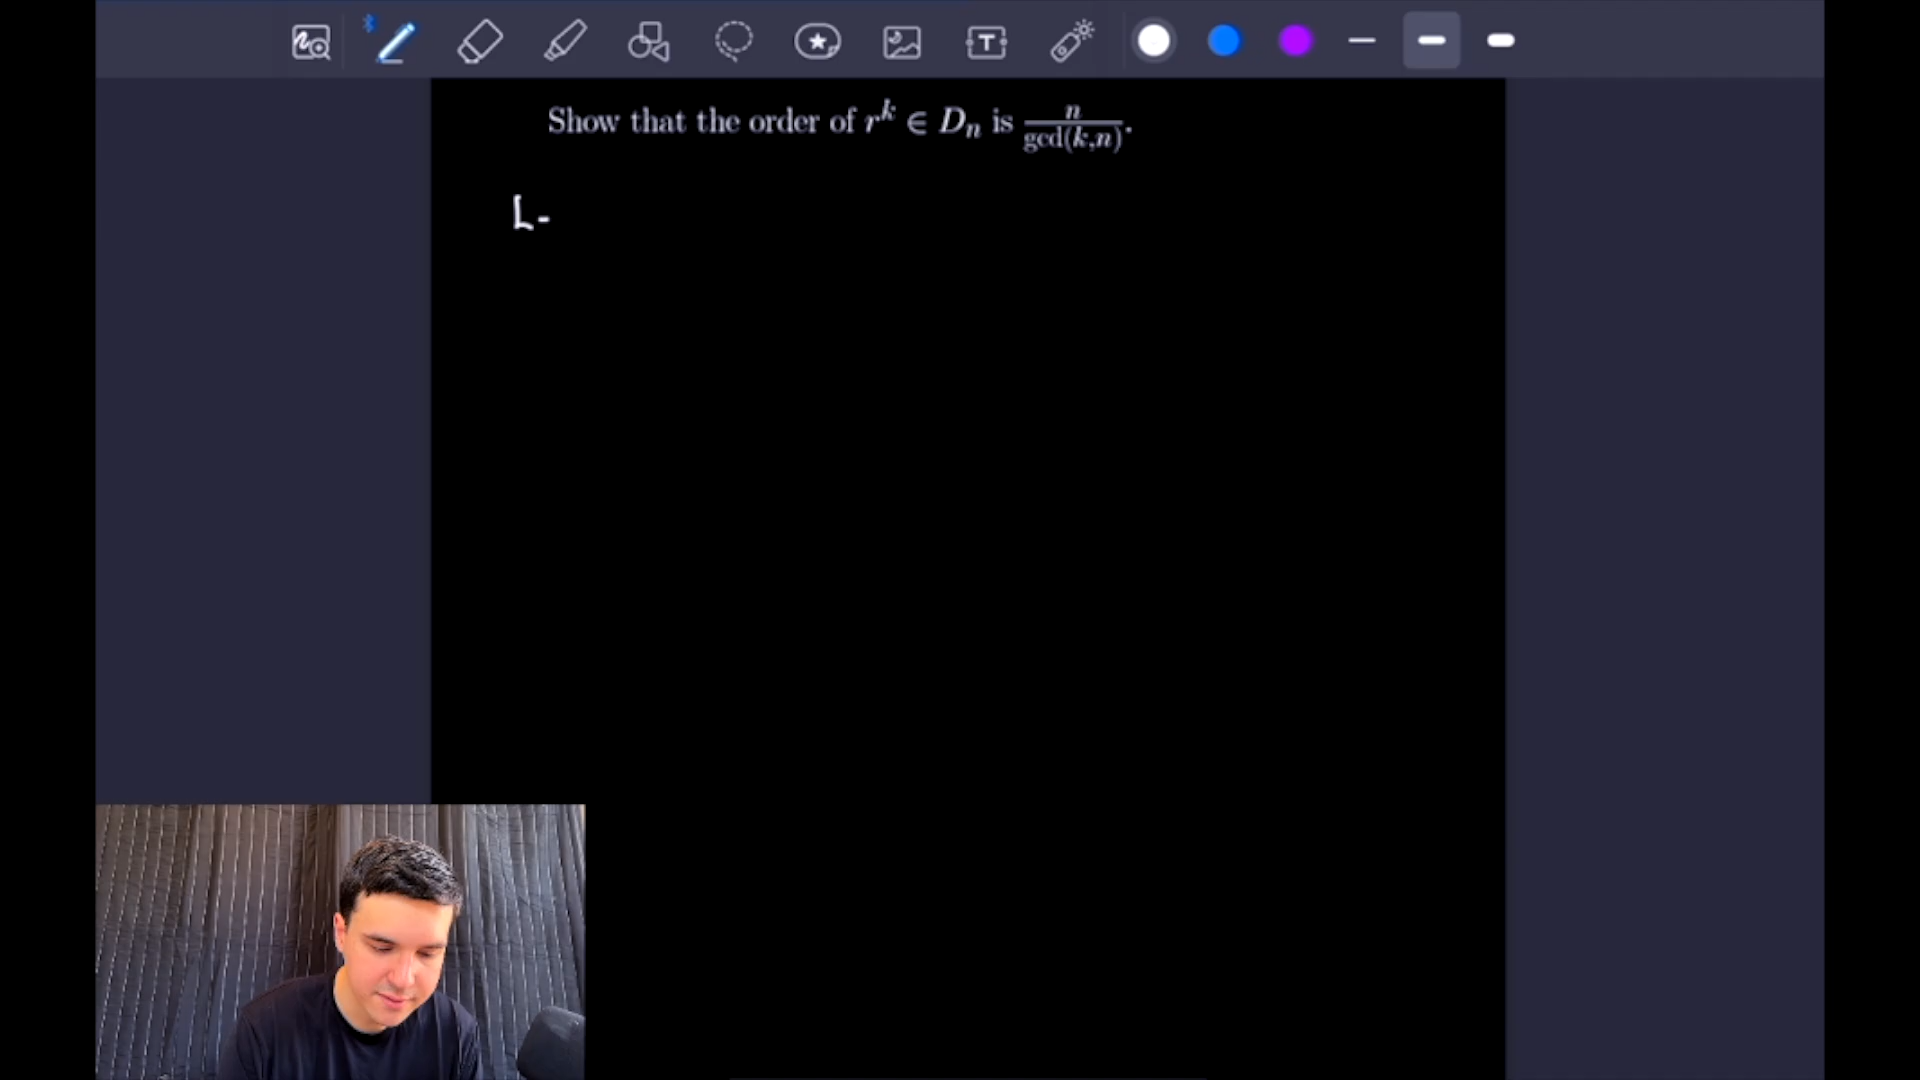 Show that the order of r^k ∈ D_n is n/gcd(k,n).
L-